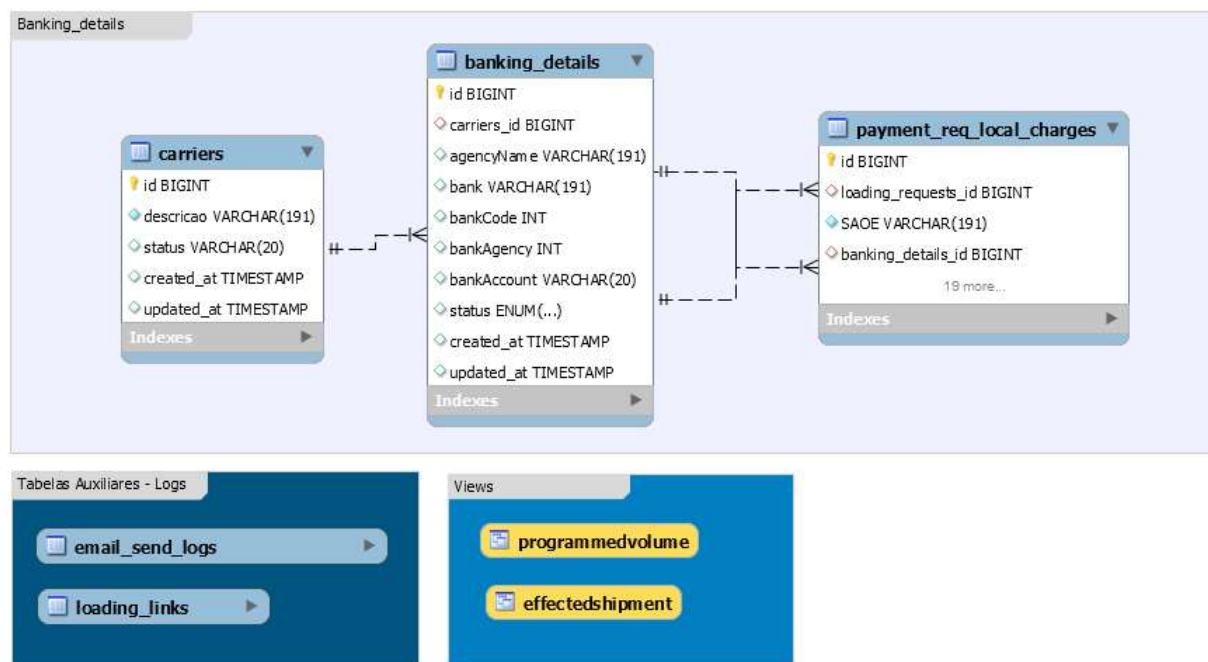 Banking_details
carriers
id BIGINT
descricao VARCHAR(191)
status VARCHAR(20)
created_at TIMESTAMP
updated_at TIMESTAMP
Indexes
banking_details
id BIGINT
carriers_id BIGINT
agencyName VARCHAR(191)
bank VARCHAR(191)
bankCode INT
bankAgency INT
bankAccount VARCHAR(20)
status ENUM(...)
created_at TIMESTAMP
updated_at TIMESTAMP
Indexes
payment_req_local_charges
id BIGINT
loading_requests_id BIGINT
SAOE VARCHAR(191)
banking_details_id BIGINT
19 more...
Indexes
Tabelas Auxiliares - Logs
email_send_logs
loading_links
Views
programmedvolume
effectedshipment